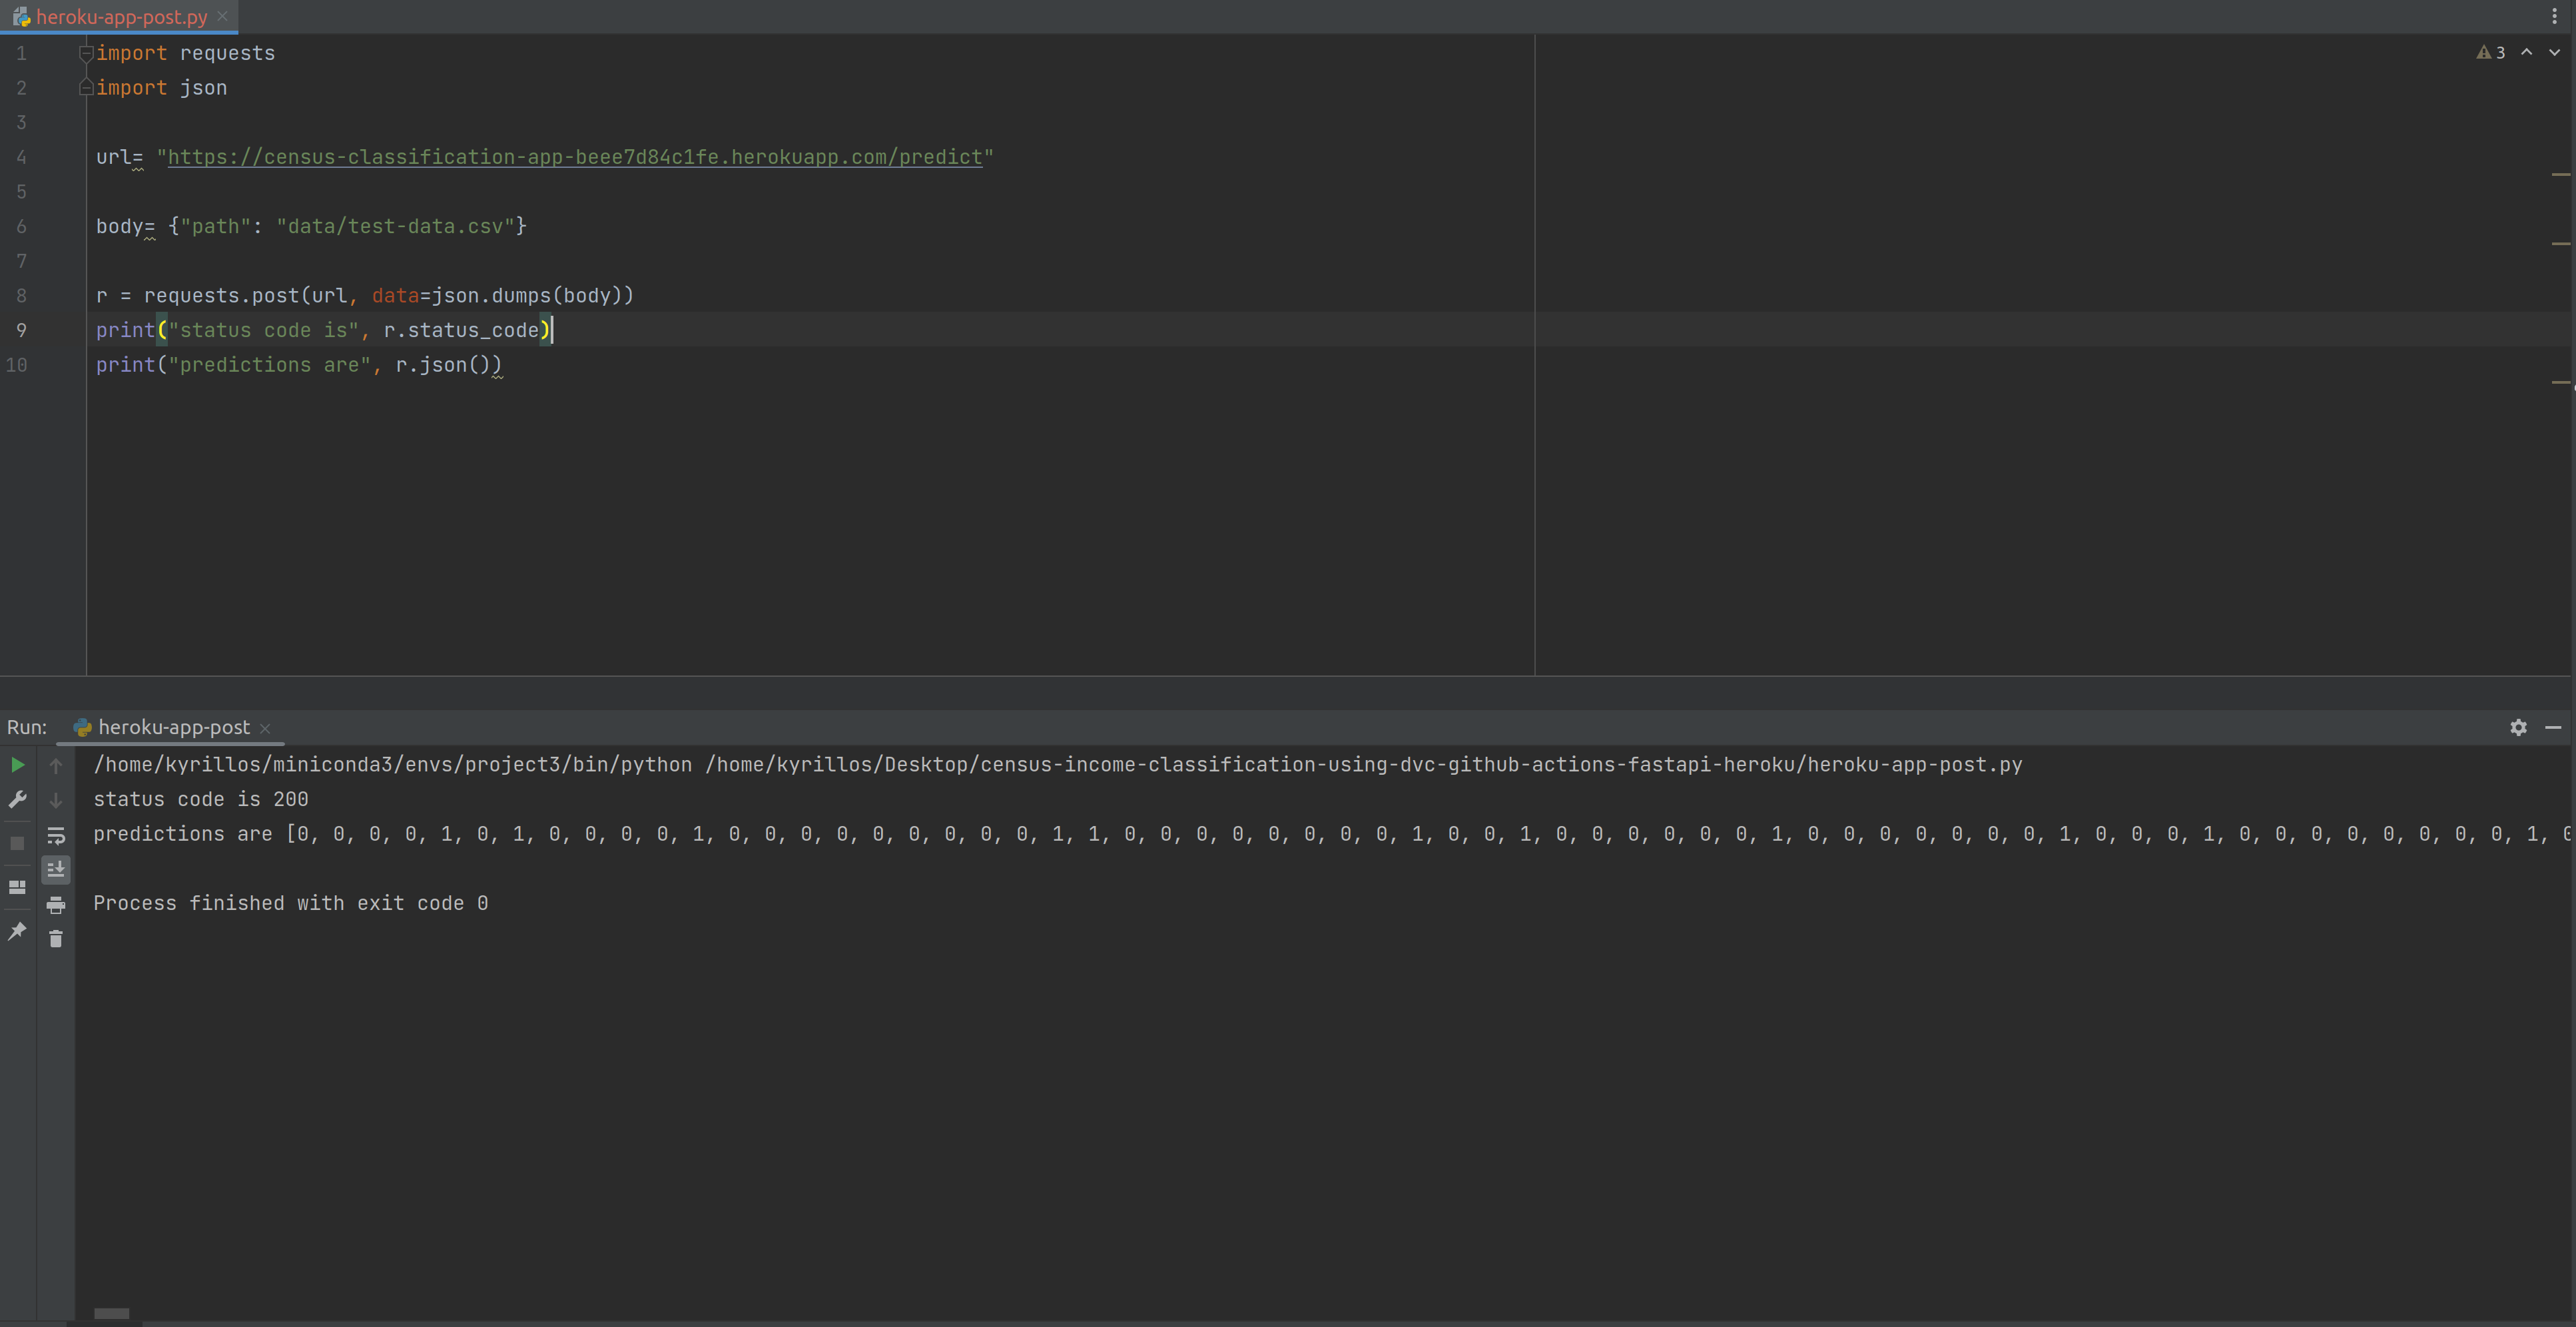 heroku-app-post.py
3
1 import requests
2 import json
3
4 url= "https://census-classification-app-beee7d84c1fe.herokuapp.com/predict"
5
6 body= {"path": "data/test-data.csv"}
7
8 r = requests.post(url, data=json.dumps(body))
9 print("status code is", r.status_code)
10 print("predictions are", r.json())
Run: heroku-app-post
/home/kyrillos/miniconda3/envs/project3/bin/python /home/kyrillos/Desktop/census-income-classification-using-dvc-github-actions-fastapi-heroku/heroku-app-post.py
status code is 200
predictions are [0, 0, 0, 0, 1, 0, 1, 0, 0, 0, 0, 1, 0, 0, 0, 0, 0, 0, 0, 0, 0, 1, 1, 0, 0, 0, 0, 0, 0, 0, 0, 1, 0, 0, 1, 0, 0, 0, 0, 0, 0, 1, 0, 0, 0, 0, 0, 0, 0, 1, 0, 0, 0, 1, 0, 0, 0, 0, 0, 0, 0, 0, 1, 0
Process finished with exit code 0